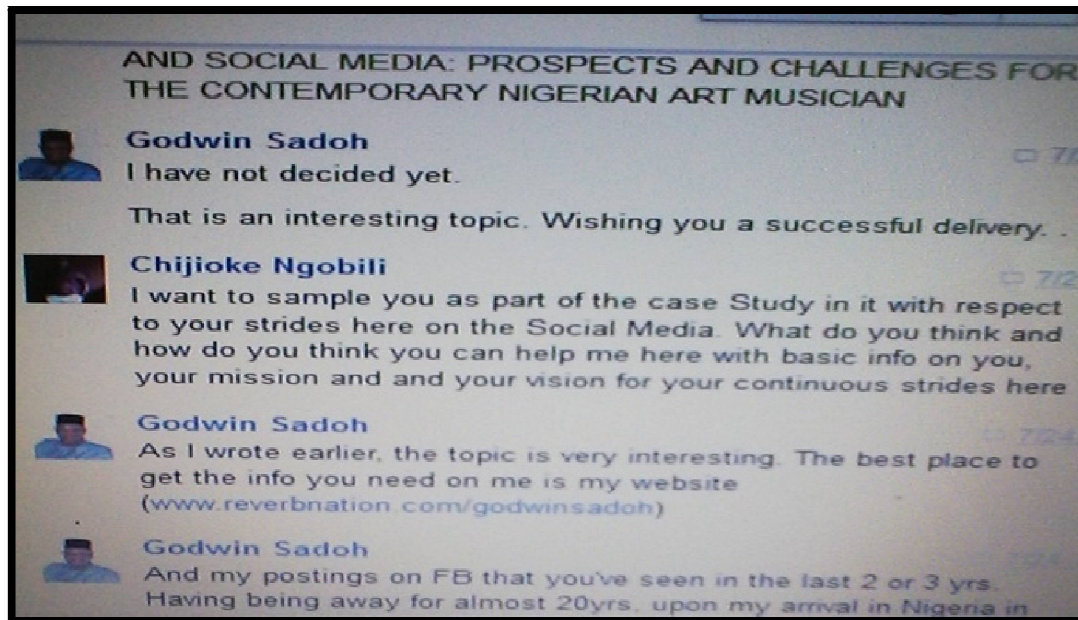 AND SOCIAL MEDIA: PROSPECTS AND CHALLENGES FOR
THE CONTEMPORARY NIGERIAN ART MUSICIAN
Godwin Sadoh
7/
I have not decided yet.
That is an interesting topic. Wishing you a successful delivery. .
Chijioke Ngobili
7/2
I want to sample you as part of the case Study in it with respect
to your strides here on the Social Media. What do you think and
how do you think you can help me here with basic info on you,
your mission and and your vision for your continuous strides here
Godwin Sadoh
7/24
As I wrote earlier, the topic is very interesting. The best place to
get the info you need on me is my website
(www.reverbnation.com/godwinsadoh)
Godwin Sadoh
And my postings on FB that you've seen in the last 2 or 3 yrs.
Having being away for almost 20yrs, upon my arrival in Nigeria in